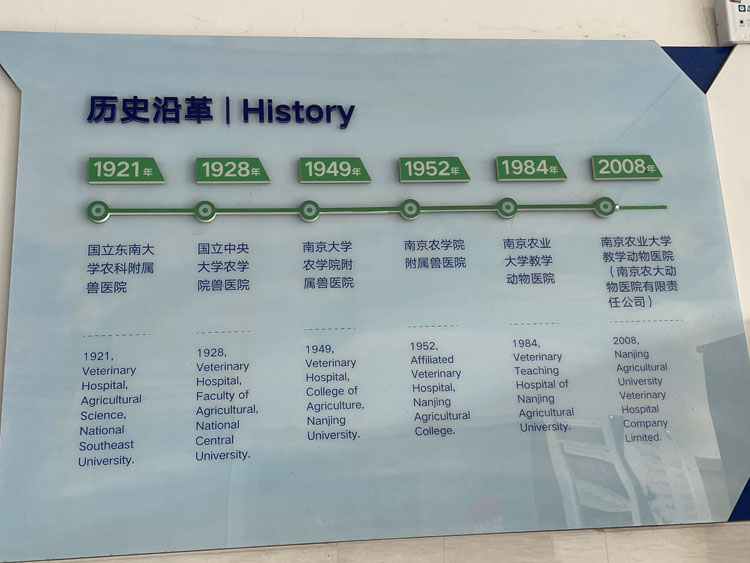 历史沿革 | History
1921年
1928年
1949年
1952年
1984年
2008年
国立东南大
学农科附属
兽医院
国立中央
大学农学
院兽医院
南京大学
农学院附
属兽医院
南京农学院
附属兽医院
南京农业
大学教学
动物医院
南京农业大学
教学动物医院
（南京农大动
物医院有限责
任公司）
1921,
Veterinary
Hospital,
Agricultural
Science,
National
Southeast
University.
1928,
Veterinary
Hospital,
Faculty of
Agricultural,
National
Central
University.
1949,
Veterinary
Hospital,
College of
Agriculture,
Nanjing
University.
1952,
Affiliated
Veterinary
Hospital,
Nanjing
Agricultural
College.
1984,
Veterinary
Teaching
Hospital of
Nanjing
Agricultural
University.
2008,
Nanjing
Agricultural
University
Veterinary
Hospital
Company
Limited.